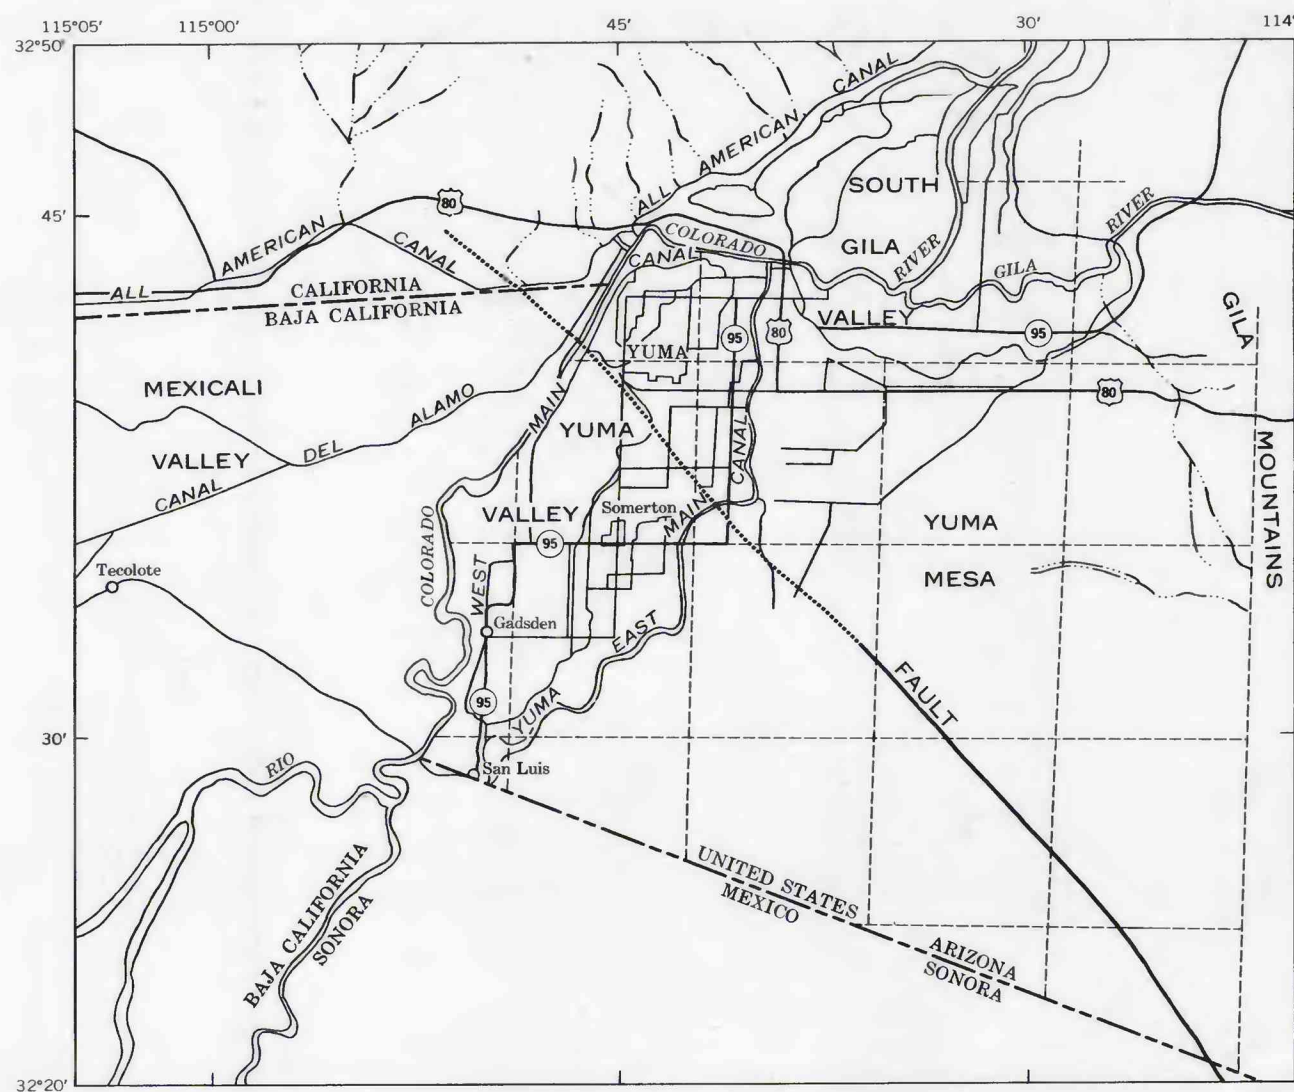 115°05′ 115°00′ 45′ 30′ 114°
32°50′
ALL AMERICAN CANAL
SOUTH
GILA
VALLEY
80
45′
ALL AMERICAN CANAL
COLORADO
RIVER
GILA RIVER
CANAL
CALIFORNIA
BAJA CALIFORNIA
GILA
MOUNTAINS
95
80
95
YUMA
80
MEXICALI
VALLEY
CANAL DEL ALAMO
MAIN
YUMA
VALLEY
CANAL
Somerton
MAIN
YUMA
MESA
95
COLORADO
WEST
Tecolote
Gadsden
EAST
FAULT
95
YUMA
30′
RIO
San Luis
UNITED STATES
MEXICO
BAJA CALIFORNIA
SONORA
ARIZONA
SONORA
32°20′